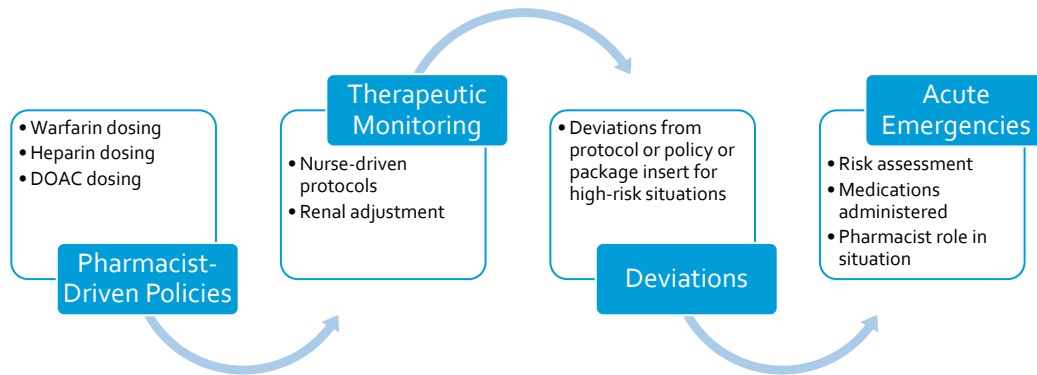 • Warfarin dosing
• Heparin dosing
• DOAC dosing
Pharmacist-
Driven Policies
Therapeutic
Monitoring
• Nurse-driven
protocols
• Renal adjustment
• Deviations from
protocol or policy or
package insert for
high-risk situations
Deviations
Acute
Emergencies
• Risk assessment
• Medications
administered
• Pharmacist role in
situation